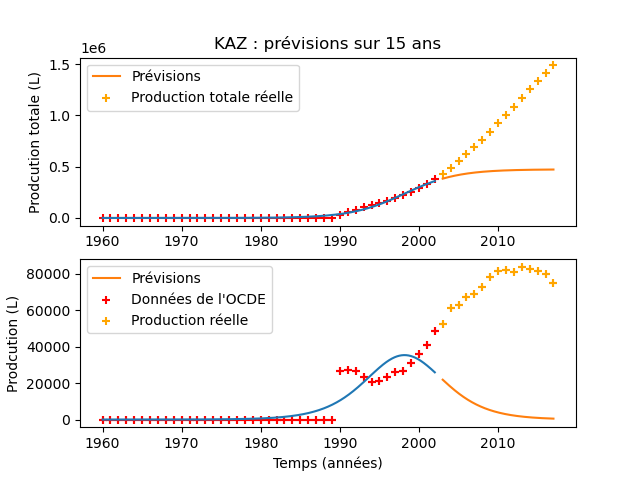 KAZ : prévisions sur 15 ans
1e6
Prodcution totale (L)
1.5
1.0
0.5
0.0
Prévisions
Production totale réelle
1960 1970 1980 1990 2000 2010
Prodcution (L)
80000
60000
40000
20000
0
Prévisions
Données de l'OCDE
Production réelle
1960 1970 1980 1990 2000 2010
Temps (années)